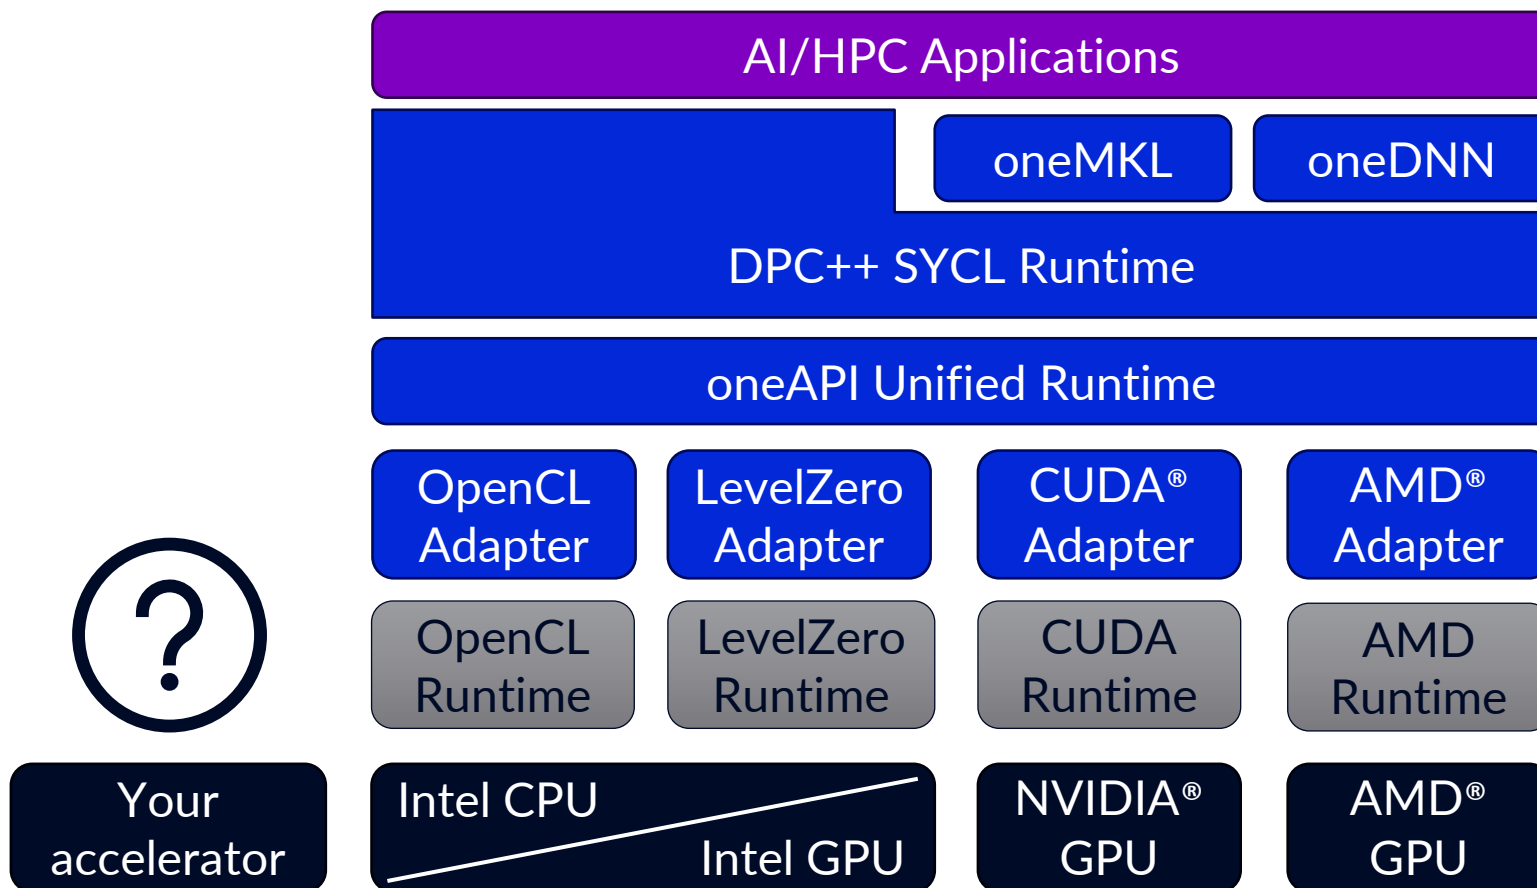 AI/HPC Applications
oneMKL
oneDNN
DPC++ SYCL Runtime
oneAPI Unified Runtime
OpenCL
Adapter
LevelZero
Adapter
CUDA®
Adapter
AMD®
Adapter
?
OpenCL
Runtime
LevelZero
Runtime
CUDA
Runtime
AMD
Runtime
Your
accelerator
Intel CPU
Intel GPU
NVIDIA®
GPU
AMD®
GPU